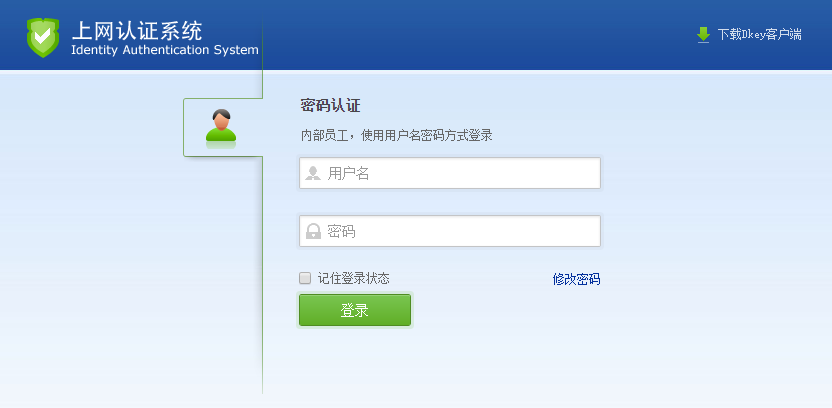 上网认证系统
Identity Authentication System
下载Dkey客户端
密码认证
内部员工，使用用户名密码方式登录
用户名
密码
记住登录状态
修改密码
登录